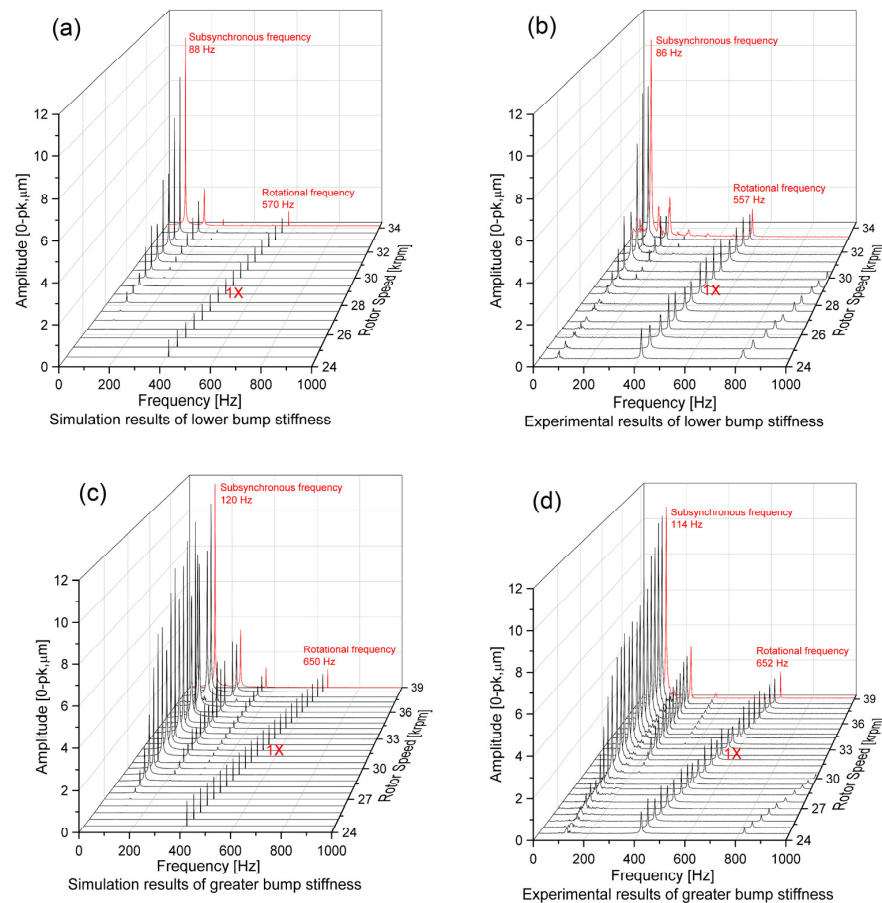 (a)
Subsynchronous frequency
88 Hz
Rotational frequency
570 Hz
1X
12
10
8
6
4
2
0
Amplitude [0-pk,μm]
0
200
400
600
800
1000
Frequency [Hz]
24
26
28
30
32
34
Rotor Speed [krpm]
Simulation results of lower bump stiffness
(b)
Subsynchronous frequency
86 Hz
Rotational frequency
557 Hz
1X
12
10
8
6
4
2
0
Amplitude [0-pk,μm]
0
200
400
600
800
1000
Frequency [Hz]
24
26
28
30
32
34
Rotor Speed [krpm]
Experimental results of lower bump stiffness
(c)
Subsynchronous frequency
120 Hz
Rotational frequency
650 Hz
1X
12
10
8
6
4
2
0
Amplitude [0-pk,μm]
0
200
400
600
800
1000
Frequency [Hz]
24
27
30
33
36
39
Rotor Speed [krpm]
Simulation results of greater bump stiffness
(d)
Subsynchronous frequency
114 Hz
Rotational frequency
652 Hz
1X
12
10
8
6
4
2
0
Amplitude [0-pk,μm]
0
200
400
600
800
1000
Frequency [Hz]
24
27
30
33
36
39
Rotor Speed [krpm]
Experimental results of greater bump stiffness